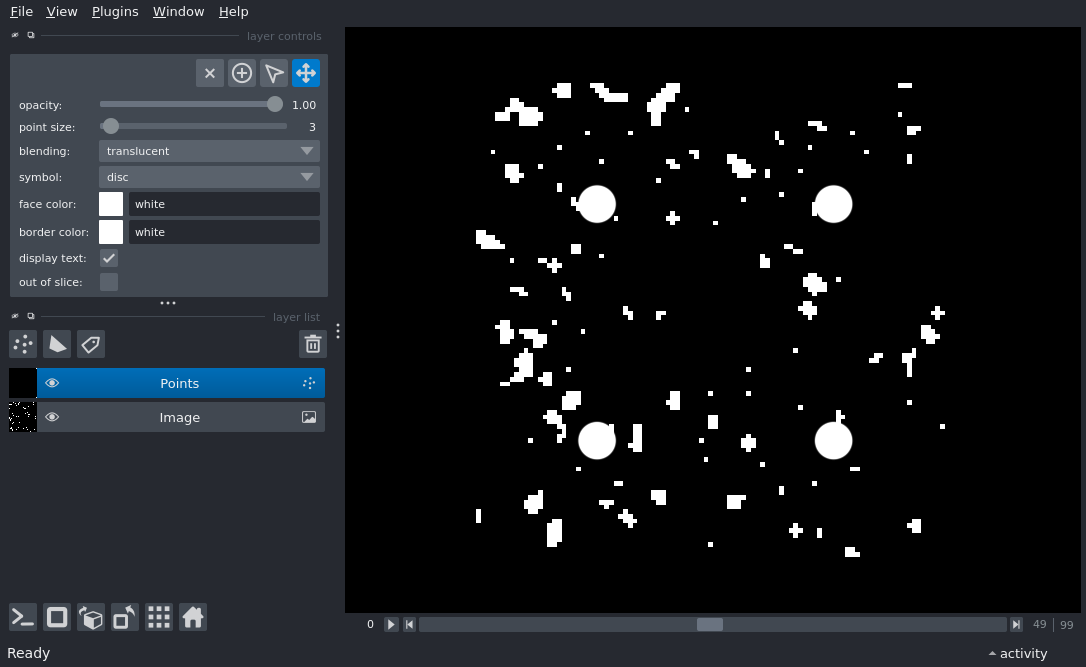 File View Plugins Window Help
layer controls
opacity: 1.00
point size: 3
blending: translucent
symbol: disc
face color: white
border color: white
display text:
out of slice:
layer list
Points
Image
0 49 | 99
Ready activity